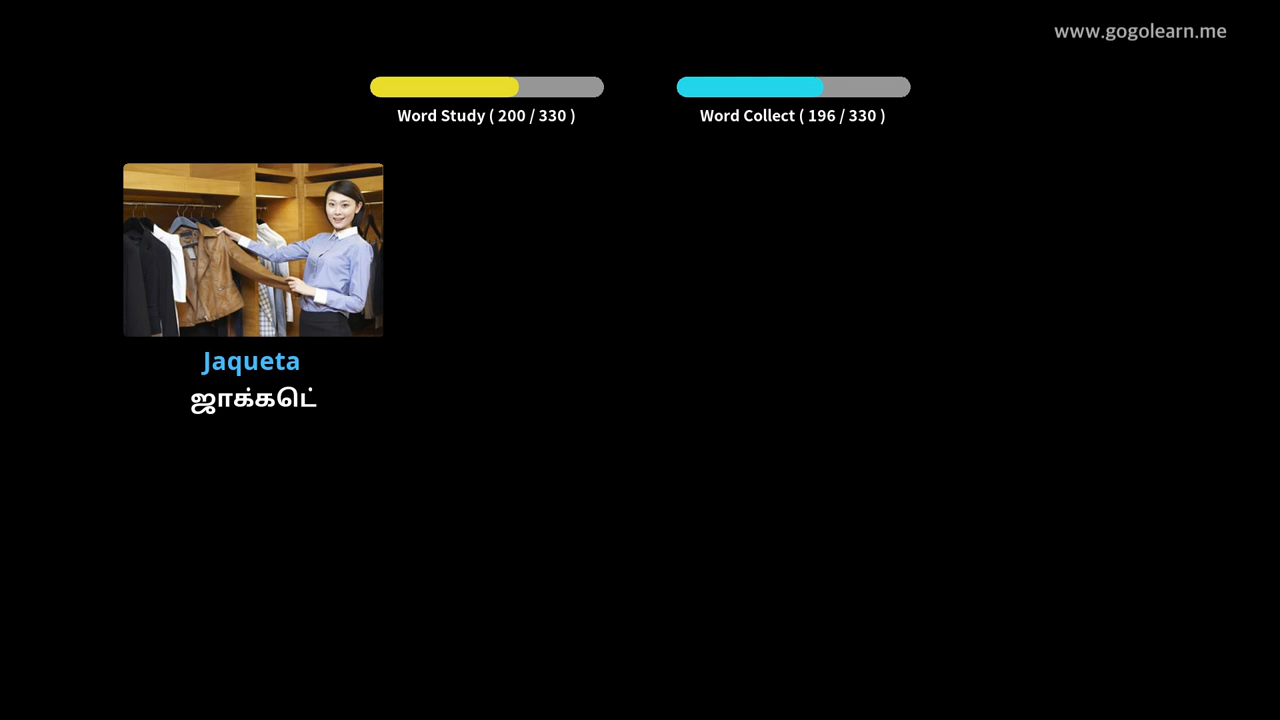 www.gogolearn.me
Word Study ( 200 / 330 )
Word Collect ( 196 / 330 )
Jaqueta
ஜாக்கெட்